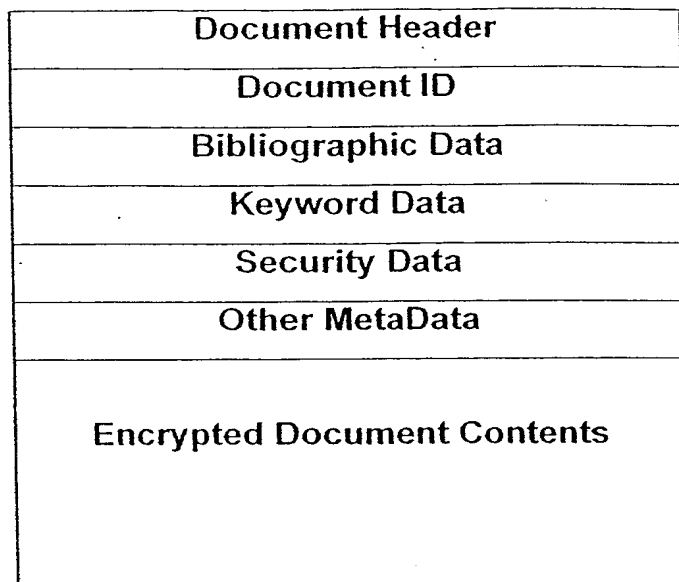 Document Header
Document ID
Bibliographic Data
Keyword Data
Security Data
Other MetaData
Encrypted Document Contents